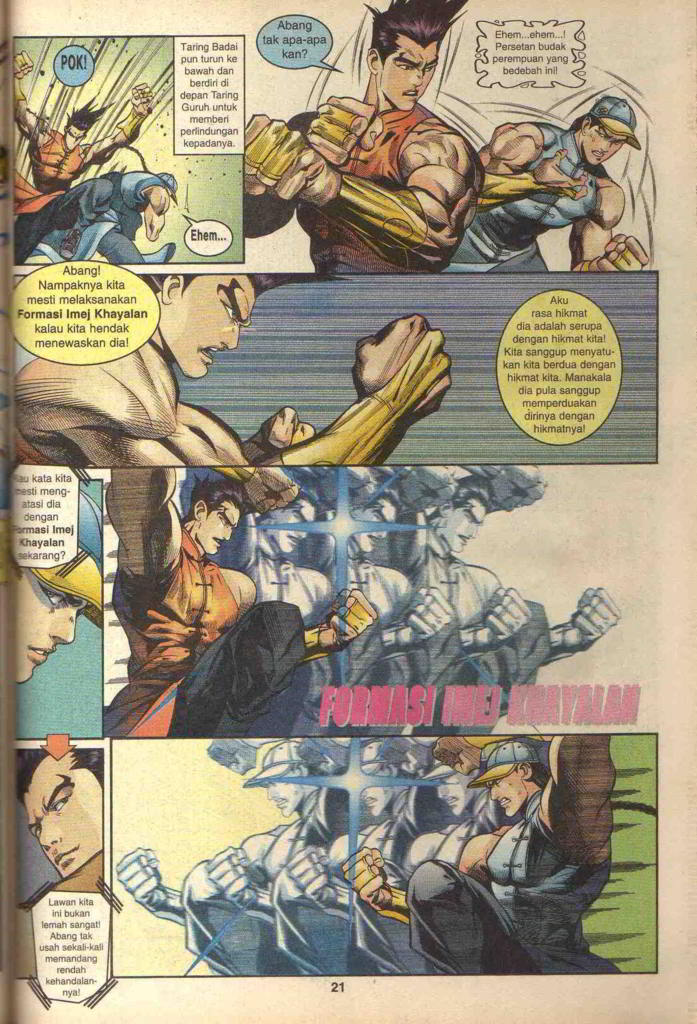 POK!
Taring Badai
pun turun ke
bawah dan
berdiri di
depan Taring
Guruh untuk
memberi
perlindungan
kepadanya.
Ehem...
Abang
tak apa-apa
kan?
Ehem...ehem...!
Persetan budak
perempuan yang
bedebah ini!
Abang!
Nampaknya kita
mesti melaksanakan
Formasi Imej Khayalan
kalau kita hendak
menewaskan dia!
Aku
rasa hikmat
dia adalah serupa
dengan hikmat kita!
Kita sanggup menyatu-
kan kita berdua dengan
hikmat kita. Manakala
dia pula sanggup
memperduakan
dirinya dengan
hikmatnya!
kata kita
mesti meng-
atasi dia
dengan
Formasi Imej
Khayalan
sekarang?
FORMASI IMEJ KHAYALAN
Lawan kita
ini bukan
lemah sangat!
Abang tak
usah sekali-kali
memandang
rendah
kehandalan-
nya!
21